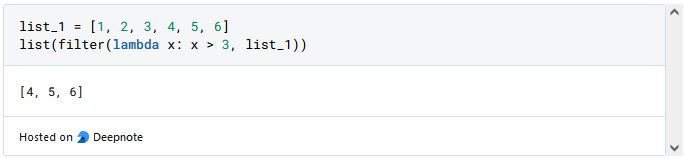 list_1 = [1, 2, 3, 4, 5, 6]
list(filter(lambda x: x > 3, list_1))
[4, 5, 6]
Hosted on Deepnote